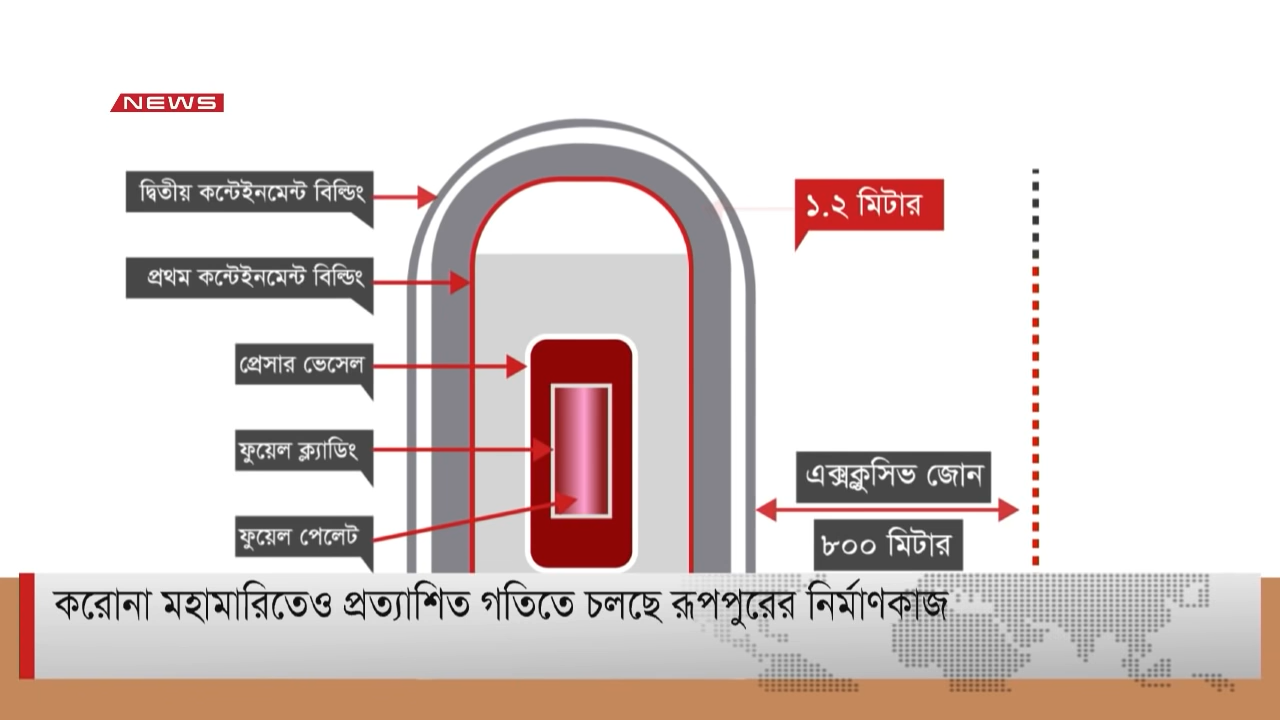 NEWS
দ্বিতীয় কন্টেইনমেন্ট বিল্ডিং
১.২ মিটার
প্রথম কন্টেইনমেন্ট বিল্ডিং
প্রেসার ভেসেল
ফুয়েল ক্ল্যাডিং
এক্সক্লুসিভ জোন
ফুয়েল পেলেট
৮০০ মিটার
করোনা মহামারিতেও প্রত্যাশিত গতিতে চলছে রূপপুরের নির্মাণকাজ